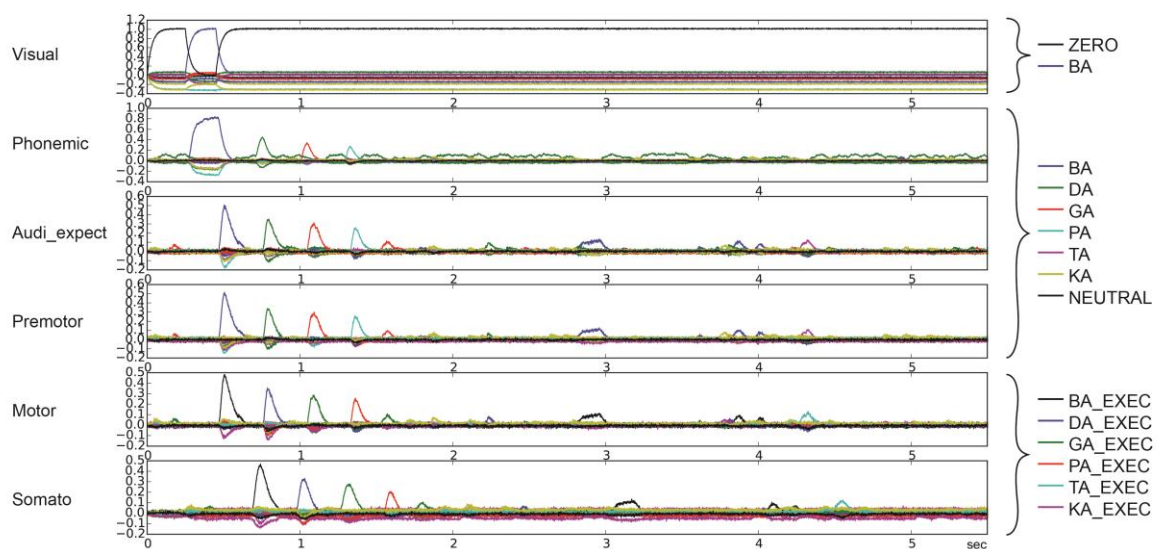 Visual
1.2
1.0
0.8
0.6
0.4
0.2
0.0
−0.2
−0.4
0 1 2 3 4 5
ZERO
BA
Phonemic
1.0
0.8
0.6
0.4
0.2
0.0
−0.2
−0.4
0 1 2 3 4 5
Audi_expect
0.6
0.5
0.4
0.3
0.2
0.1
0.0
−0.1
−0.2
0 1 2 3 4 5
Premotor
0.6
0.5
0.4
0.3
0.2
0.1
0.0
−0.1
−0.2
0 1 2 3 4 5
BA
DA
GA
PA
TA
KA
NEUTRAL
Motor
0.5
0.4
0.3
0.2
0.1
0.0
−0.1
−0.2
0 1 2 3 4 5
Somato
0.5
0.4
0.3
0.2
0.1
0.0
−0.1
−0.2
0 1 2 3 4 5 sec
BA_EXEC
DA_EXEC
GA_EXEC
PA_EXEC
TA_EXEC
KA_EXEC